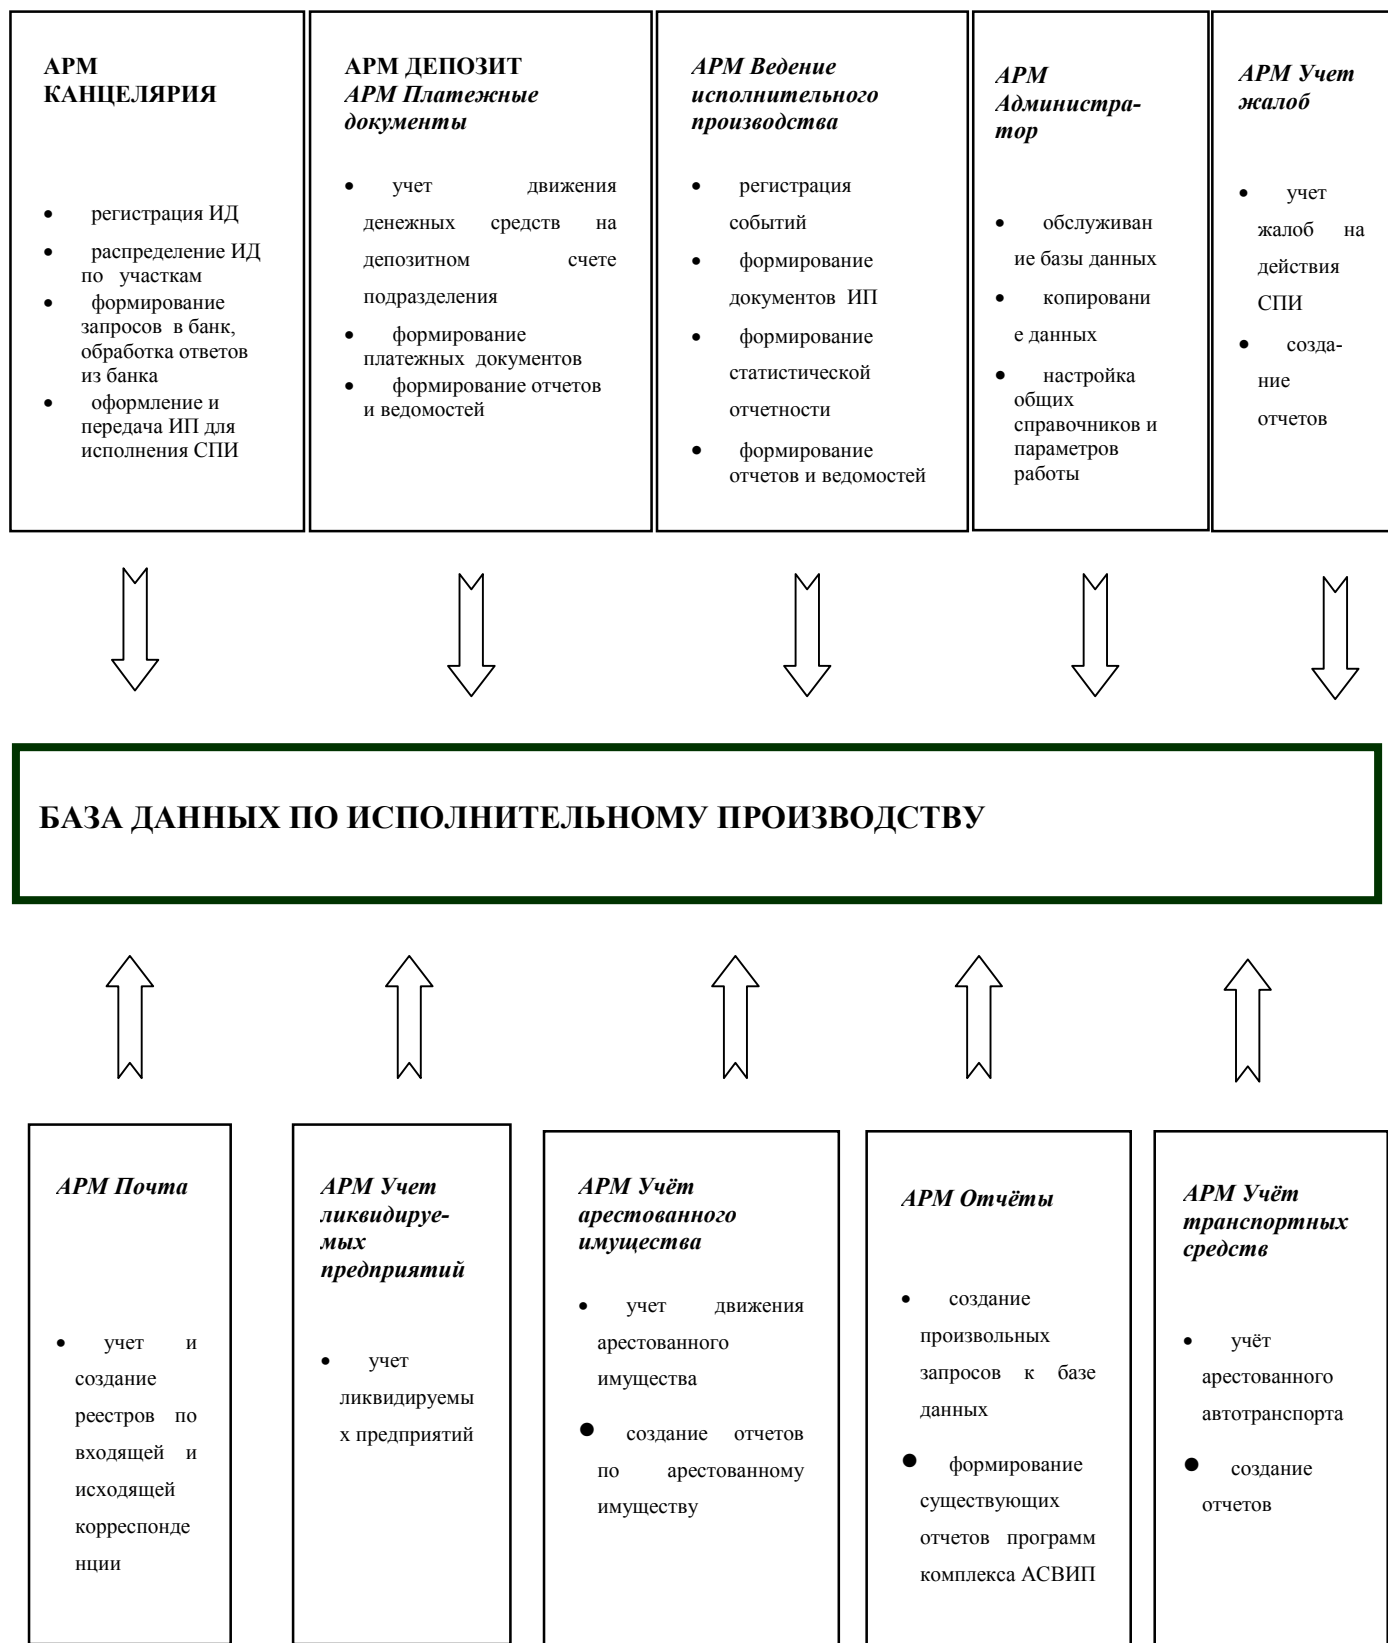 АРМ
КАНЦЕЛЯРИЯ
• регистрация ИД
• распределение ИД
по участкам
• формирование
запросов в банк,
обработка ответов
из банка
• оформление и
передача ИП для
исполнения СПИ
АРМ ДЕПОЗИТ
АРМ Платежные
документы
• учет движения
денежных средств на
депозитном счете
подразделения
• формирование
платежных документов
• формирование отчетов
и ведомостей
АРМ Ведение
исполнительного
производства
• регистрация
событий
• формирование
документов ИП
• формирование
статистической
отчетности
• формирование
отчетов и ведомостей
АРМ
Администра-
тор
• обслуживан
ие базы данных
• копировани
е данных
• настройка
общих
справочников и
параметров
работы
АРМ Учет
жалоб
• учет
жалоб на
действия
СПИ
• созда-
ние
отчетов
БАЗА ДАННЫХ ПО ИСПОЛНИТЕЛЬНОМУ ПРОИЗВОДСТВУ
АРМ Почта
• учет и
создание
реестров по
входящей и
исходящей
корреспонде
нции
АРМ Учет
ликвидируе-
мых
предприятий
• учет
ликвидируемы
х предприятий
АРМ Учёт
арестованного
имущества
• учет движения
арестованного
имущества
• создание отчетов
по арестованному
имуществу
АРМ Отчёты
• создание
произвольных
запросов к базе
данных
• формирование
существующих
отчетов программ
комплекса АСВИП
АРМ Учёт
транспортных
средств
• учёт
арестованного
автотранспорта
• создание
отчетов